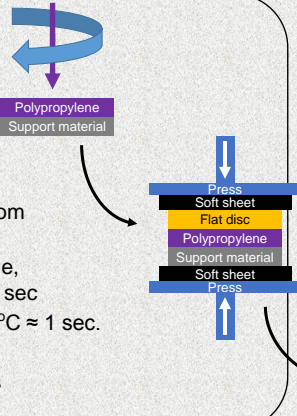 Polypropylene
Support material
Press
Soft sheet
Flat disc
Polypropylene
Support material
Soft sheet
Press
om
e,
sec
°C ≈ 1 sec.